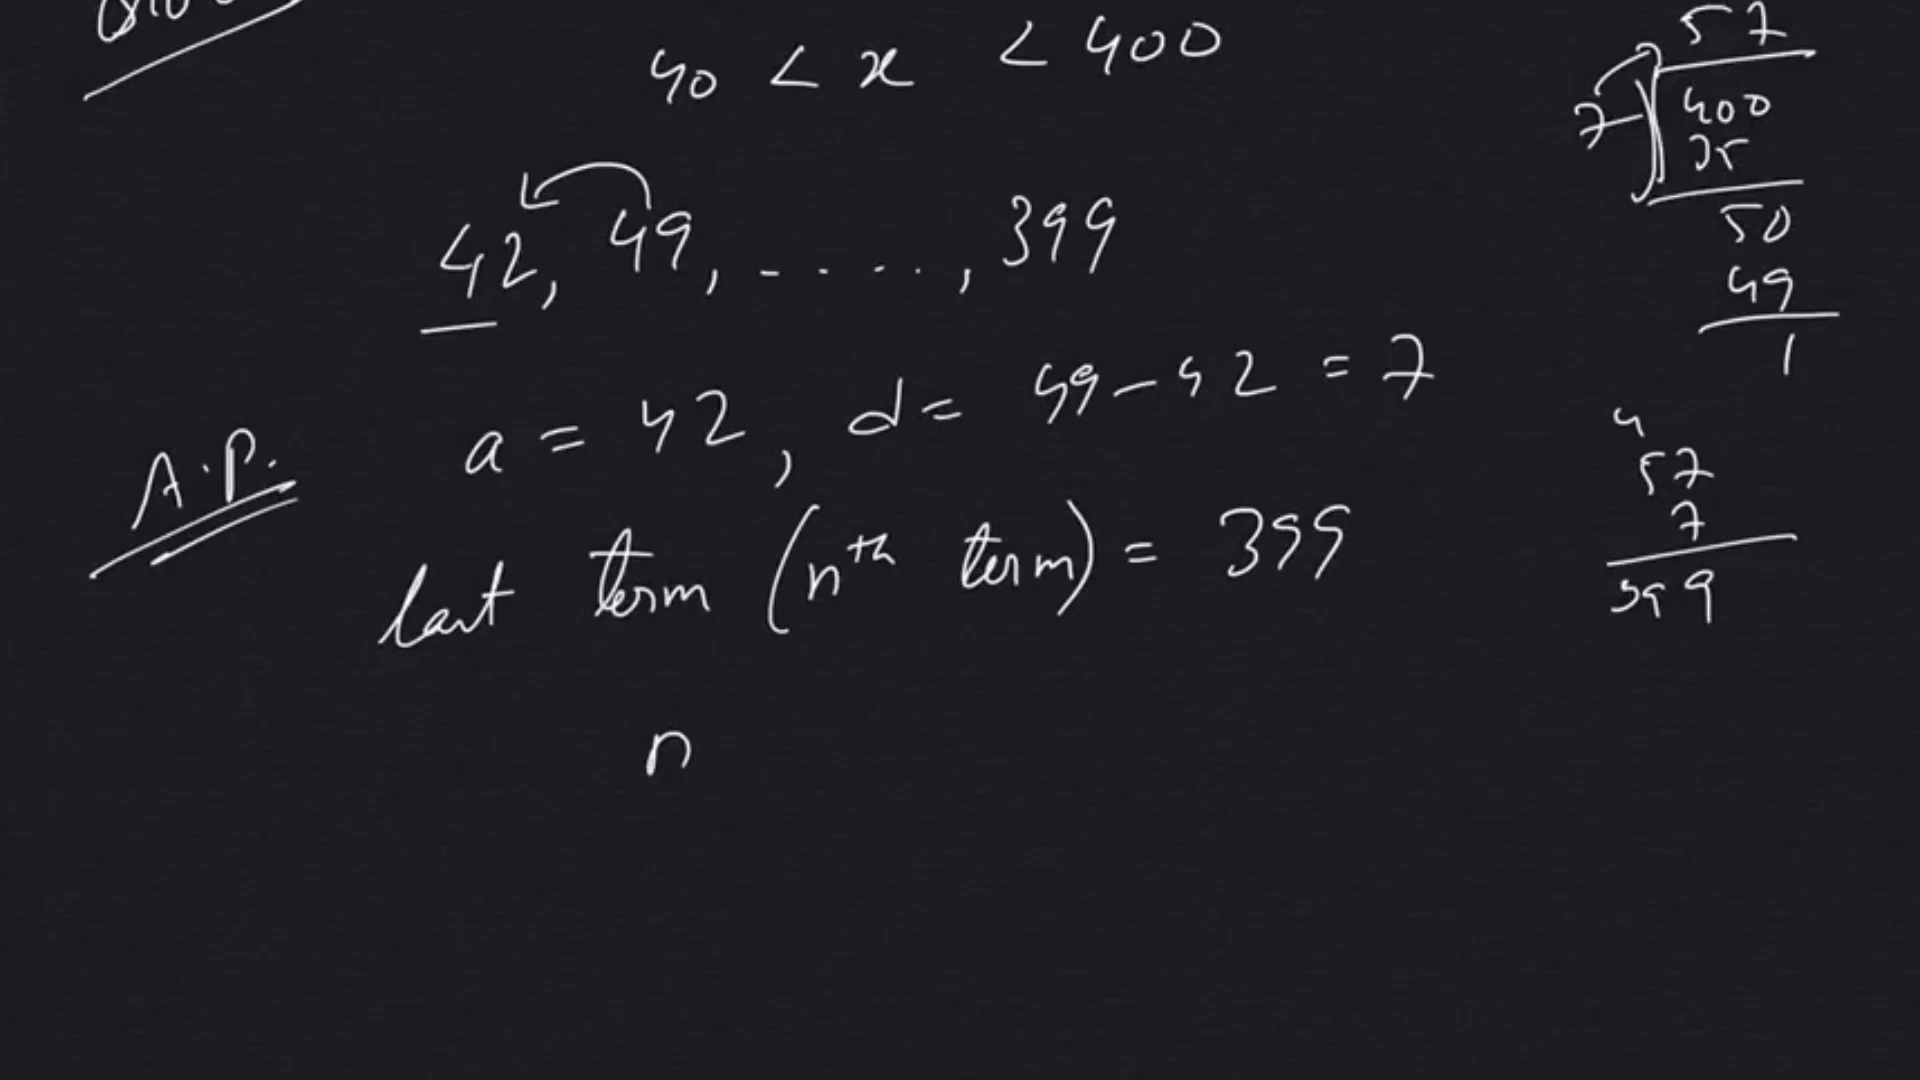 40 < x < 400
42, 49, - . . . ., 399
a = 42, d = 49 - 42 = 7
A.P.
last term (nth term) = 399
n
57
7 400
35
50
49
1
4
57
7
399